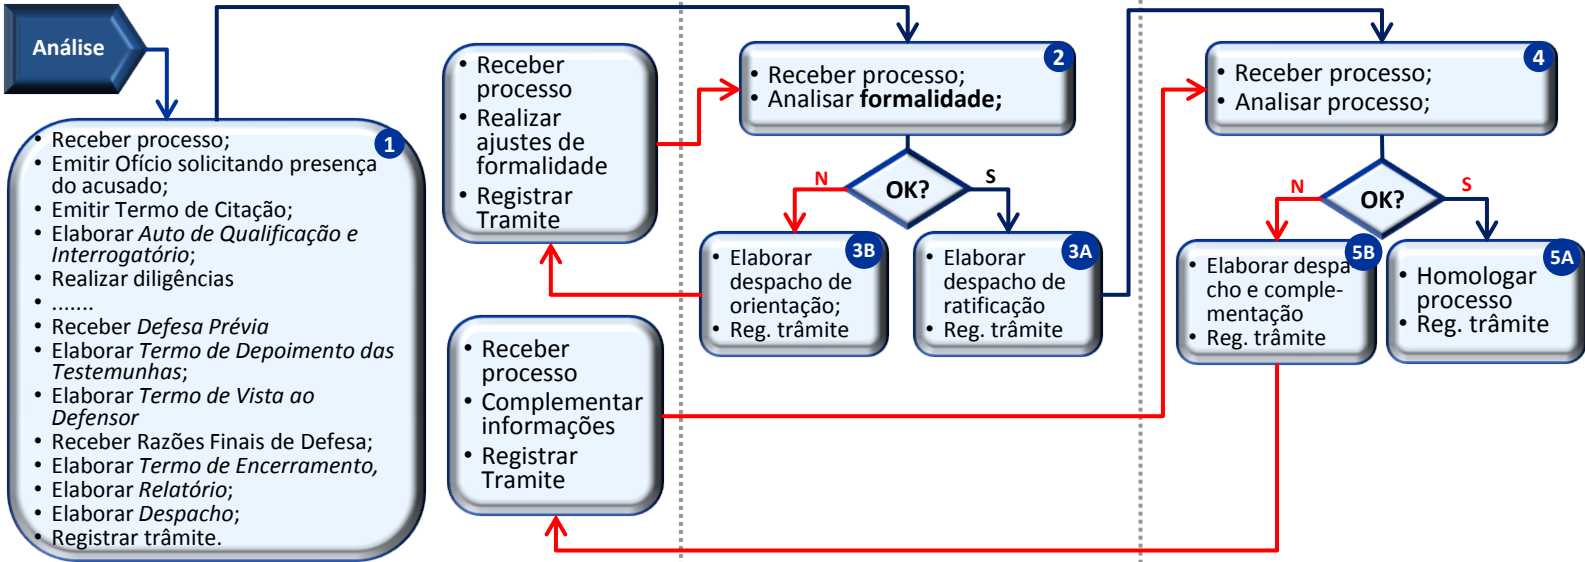 Análise
1
• Receber processo;
• Emitir Ofício solicitando presença
do acusado;
• Emitir Termo de Citação;
• Elaborar Auto de Qualificação e
Interrogatório;
• Realizar diligências
• .......
• Receber Defesa Prévia
• Elaborar Termo de Depoimento das
Testemunhas;
• Elaborar Termo de Vista ao
Defensor
• Receber Razões Finais de Defesa;
• Elaborar Termo de Encerramento,
• Elaborar Relatório;
• Elaborar Despacho;
• Registrar trâmite.
• Receber
processo
• Realizar
ajustes de
formalidade
• Registrar
Tramite
• Receber
processo
• Complementar
informações
• Registrar
Tramite
2
• Receber processo;
• Analisar formalidade;
OK?
N
S
3B
• Elaborar
despacho de
orientação;
• Reg. trâmite
3A
• Elaborar
despacho de
ratificação
• Reg. trâmite
4
• Receber processo;
• Analisar processo;
OK?
N
S
5B
• Elaborar despa-
cho e comple-
mentação
• Reg. trâmite
5A
• Homologar
processo
• Reg. trâmite